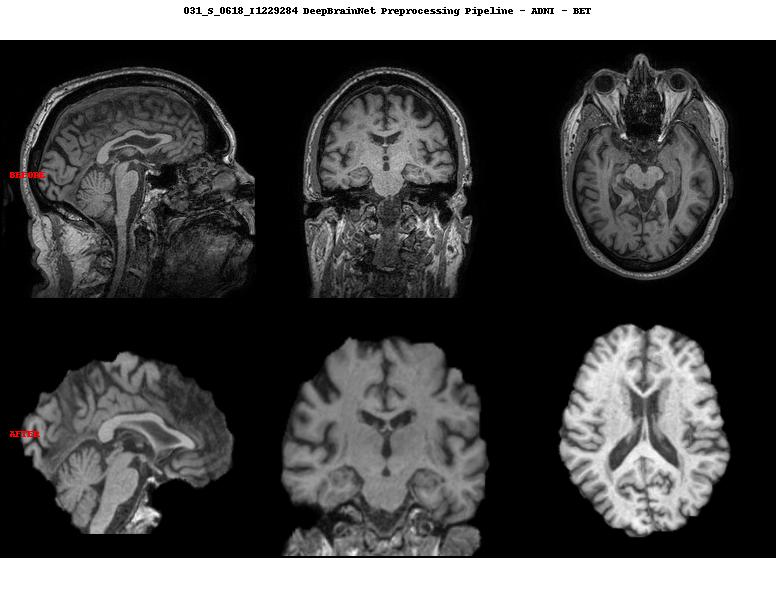 031_S_0618_I1229284 DeepBrainNet Preprocessing Pipeline - ADNI - BET
BEFORE
AFTER